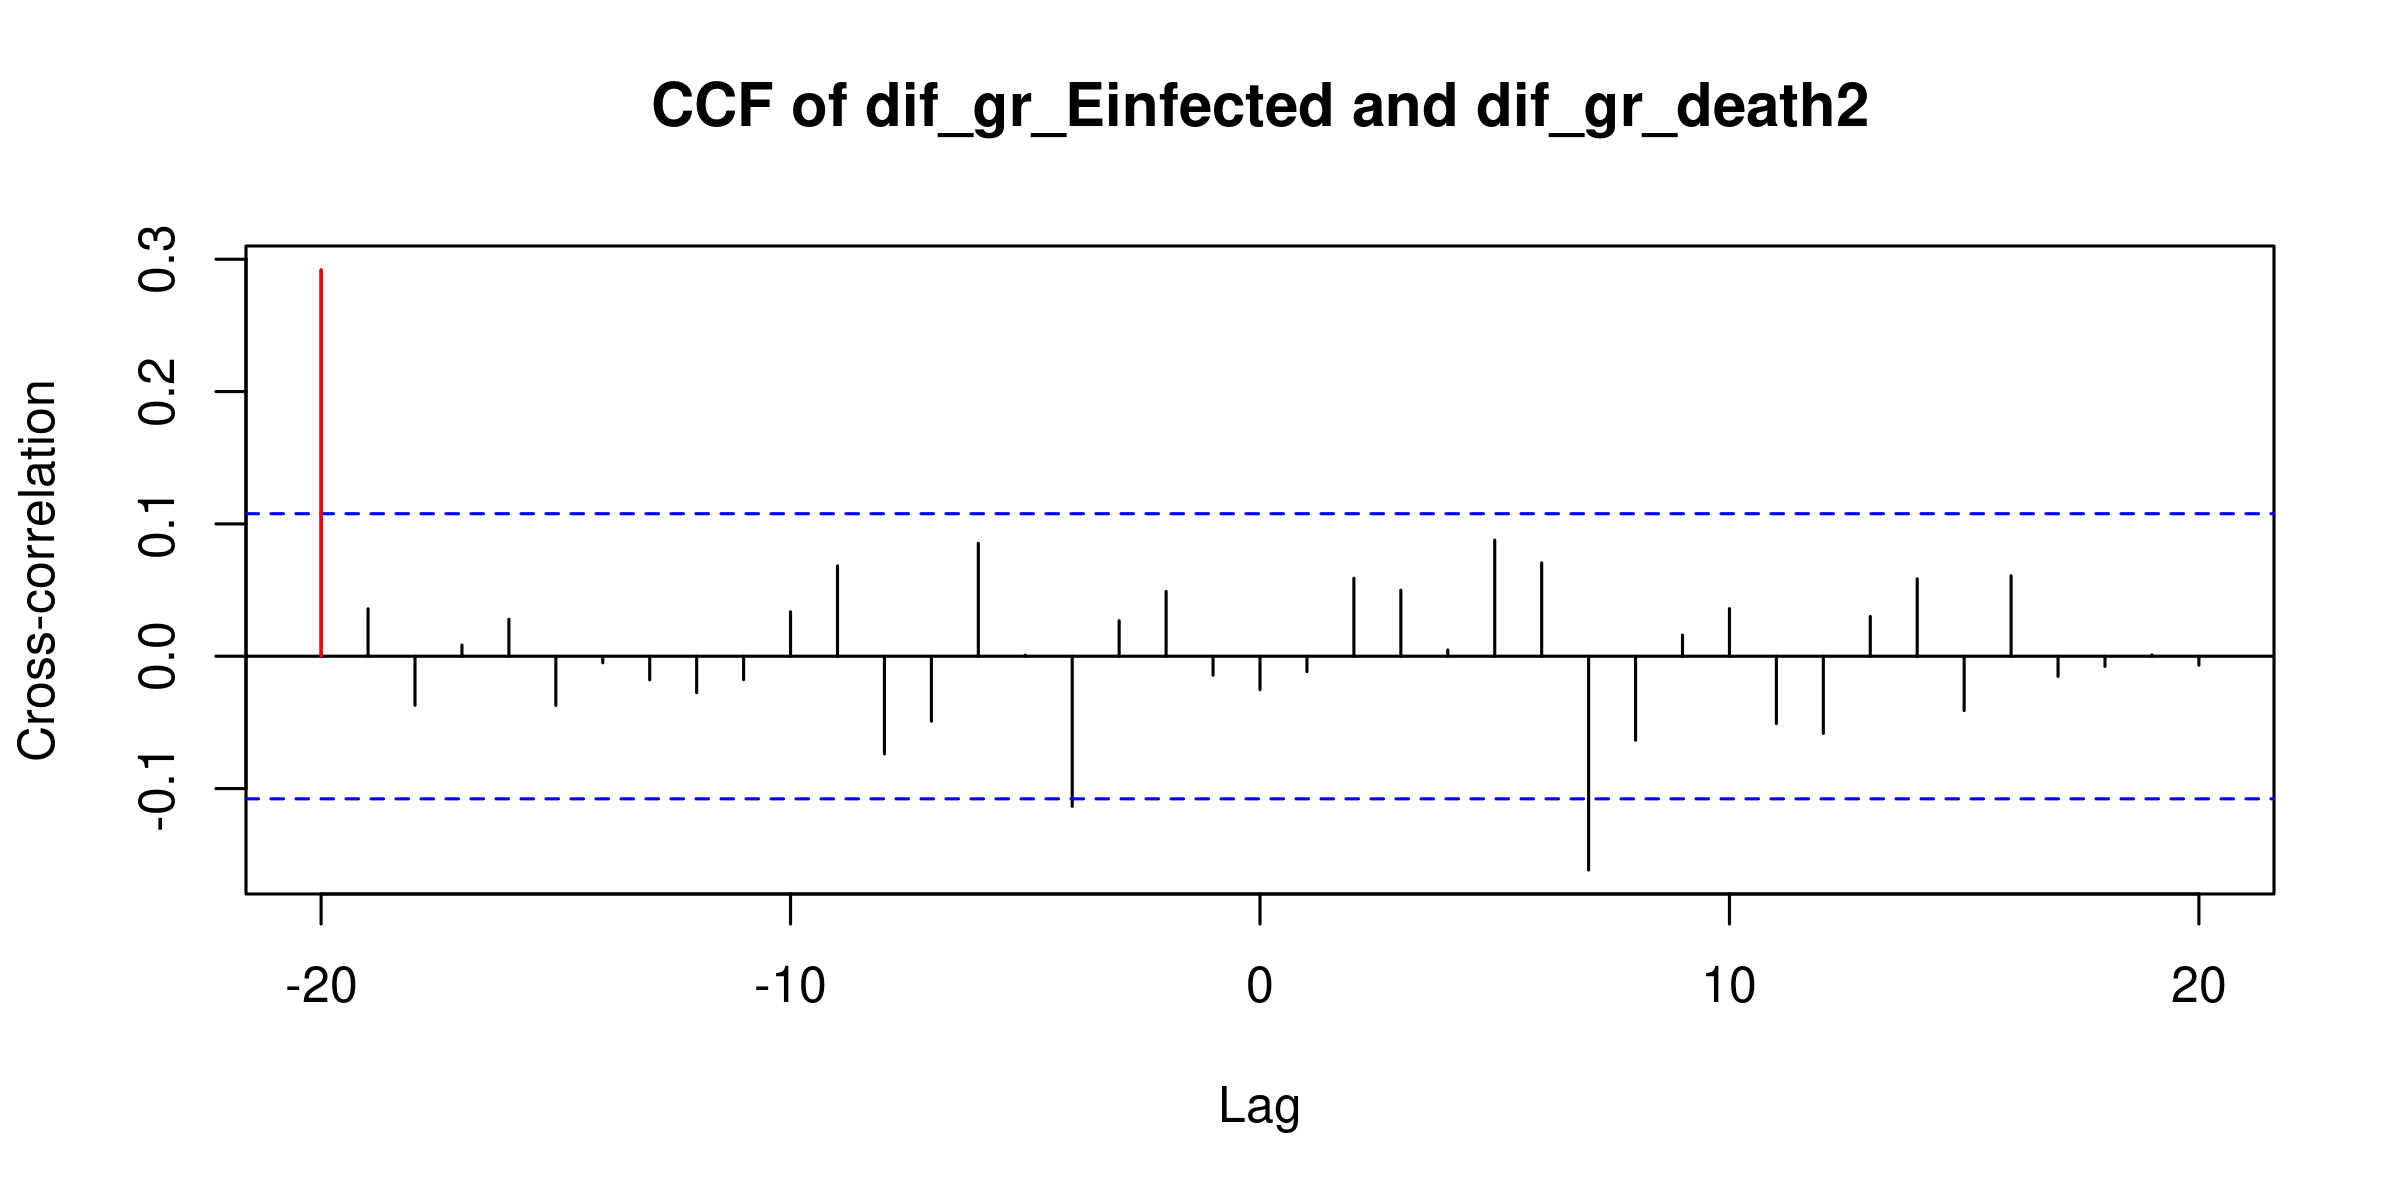 CCF of dif_gr_Einfected and dif_gr_death2
Cross-correlation
0.3
0.2
0.1
0.0
-0.1
-20 -10 0 10 20
Lag